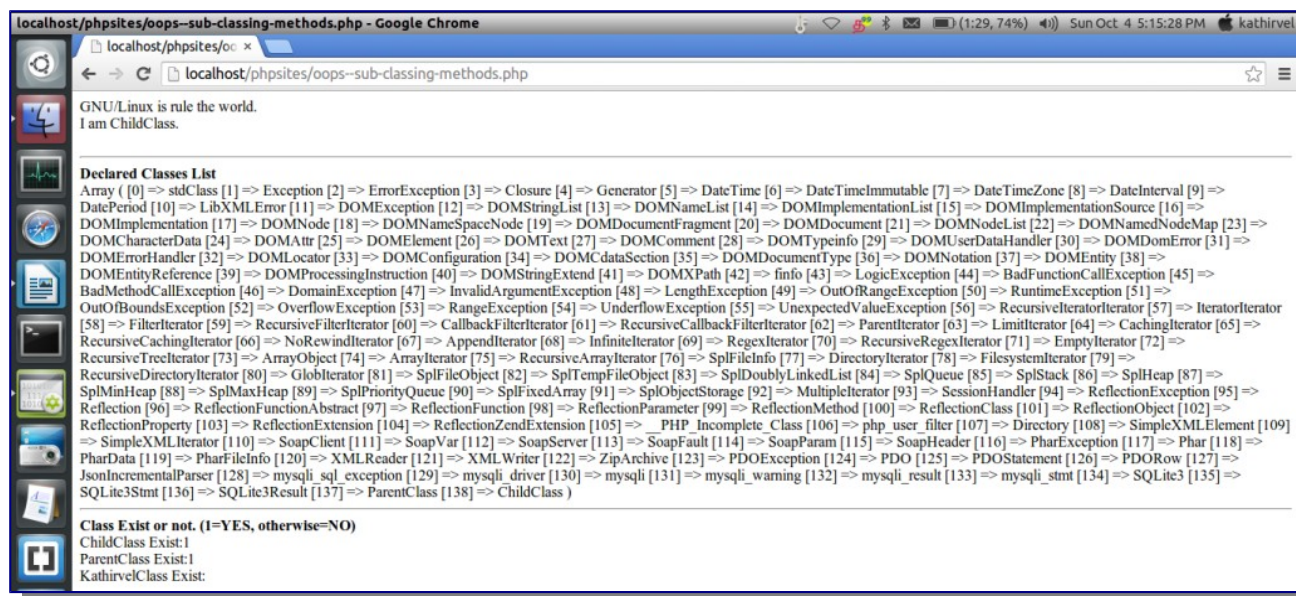 localhost/phpsites/oops--sub-classing-methods.php - Google Chrome
(1:29, 74%) Sun Oct 4 5:15:28 PM kathirvel
localhost/phpsites/oo ×
localhost/phpsites/oops--sub-classing-methods.php
GNU/Linux is rule the world.
I am ChildClass.
Declared Classes List
Array ( [0] => stdClass [1] => Exception [2] => ErrorException [3] => Closure [4] => Generator [5] => DateTime [6] => DateTimeImmutable [7] => DateTimeZone [8] => DateInterval [9] =>
DatePeriod [10] => LibXMLError [11] => DOMException [12] => DOMStringList [13] => DOMNameList [14] => DOMImplementationList [15] => DOMImplementationSource [16] =>
DOMImplementation [17] => DOMNode [18] => DOMNameSpaceNode [19] => DOMDocumentFragment [20] => DOMDocument [21] => DOMNodeList [22] => DOMNamedNodeMap [23] =>
DOMCharacterData [24] => DOMAttr [25] => DOMElement [26] => DOMText [27] => DOMComment [28] => DOMTypeinfo [29] => DOMUserDataHandler [30] => DOMDomError [31] =>
DOMErrorHandler [32] => DOMLocator [33] => DOMConfiguration [34] => DOMCdataSection [35] => DOMDocumentType [36] => DOMNotation [37] => DOMEntity [38] =>
DOMEntityReference [39] => DOMProcessingInstruction [40] => DOMStringExtend [41] => DOMXPath [42] => finfo [43] => LogicException [44] => BadFunctionCallException [45] =>
BadMethodCallException [46] => DomainException [47] => InvalidArgumentException [48] => LengthException [49] => OutOfRangeException [50] => RuntimeException [51] =>
OutOfBoundsException [52] => OverflowException [53] => RangeException [54] => UnderflowException [55] => UnexpectedValueException [56] => RecursiveIteratorIterator [57] => IteratorIterator
[58] => FilterIterator [59] => RecursiveFilterIterator [60] => CallbackFilterIterator [61] => RecursiveCallbackFilterIterator [62] => ParentIterator [63] => LimitIterator [64] => CachingIterator [65] =>
RecursiveCachingIterator [66] => NoRewindIterator [67] => AppendIterator [68] => InfiniteIterator [69] => RegexIterator [70] => RecursiveRegexIterator [71] => EmptyIterator [72] =>
RecursiveTreeIterator [73] => ArrayObject [74] => ArrayIterator [75] => RecursiveArrayIterator [76] => SplFileInfo [77] => DirectoryIterator [78] => FilesystemIterator [79] =>
RecursiveDirectoryIterator [80] => GlobIterator [81] => SplFileObject [82] => SplTempFileObject [83] => SplDoublyLinkedList [84] => SplQueue [85] => SplStack [86] => SplHeap [87] =>
SplMinHeap [88] => SplMaxHeap [89] => SplPriorityQueue [90] => SplFixedArray [91] => SplObjectStorage [92] => MultipleIterator [93] => SessionHandler [94] => ReflectionException [95] =>
Reflection [96] => ReflectionFunctionAbstract [97] => ReflectionFunction [98] => ReflectionParameter [99] => ReflectionMethod [100] => ReflectionClass [101] => ReflectionObject [102] =>
ReflectionProperty [103] => ReflectionExtension [104] => ReflectionZendExtension [105] => __PHP_Incomplete_Class [106] => php_user_filter [107] => Directory [108] => SimpleXMLElement [109]
=> SimpleXMLIterator [110] => SoapClient [111] => SoapVar [112] => SoapServer [113] => SoapFault [114] => SoapParam [115] => SoapHeader [116] => PharException [117] => Phar [118] =>
PharData [119] => PharFileInfo [120] => XMLReader [121] => XMLWriter [122] => ZipArchive [123] => PDOException [124] => PDO [125] => PDOStatement [126] => PDORow [127] =>
JsonIncrementalParser [128] => mysqli_sql_exception [129] => mysqli_driver [130] => mysqli [131] => mysqli_warning [132] => mysqli_result [133] => mysqli_stmt [134] => SQLite3 [135] =>
SQLite3Stmt [136] => SQLite3Result [137] => ParentClass [138] => ChildClass )
Class Exist or not. (1=YES, otherwise=NO)
ChildClass Exist:1
ParentClass Exist:1
KathirvelClass Exist: